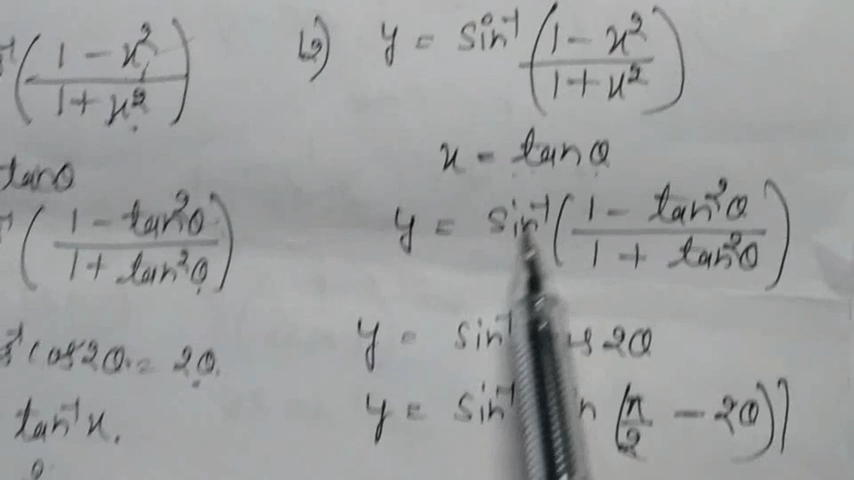 (1 - x² / 1 + x²)
tanθ
(1 - tan²θ / 1 + tan²θ)
cos2θ = 2θ
tan⁻¹x.
12) y = sin⁻¹(1 - x² / 1 + x²)
x = tanθ
y = sin⁻¹(1 - tan²θ / 1 + tan²θ)
y = sin⁻¹ 2θ
y = sin⁻¹ (π/2 - 2θ)]